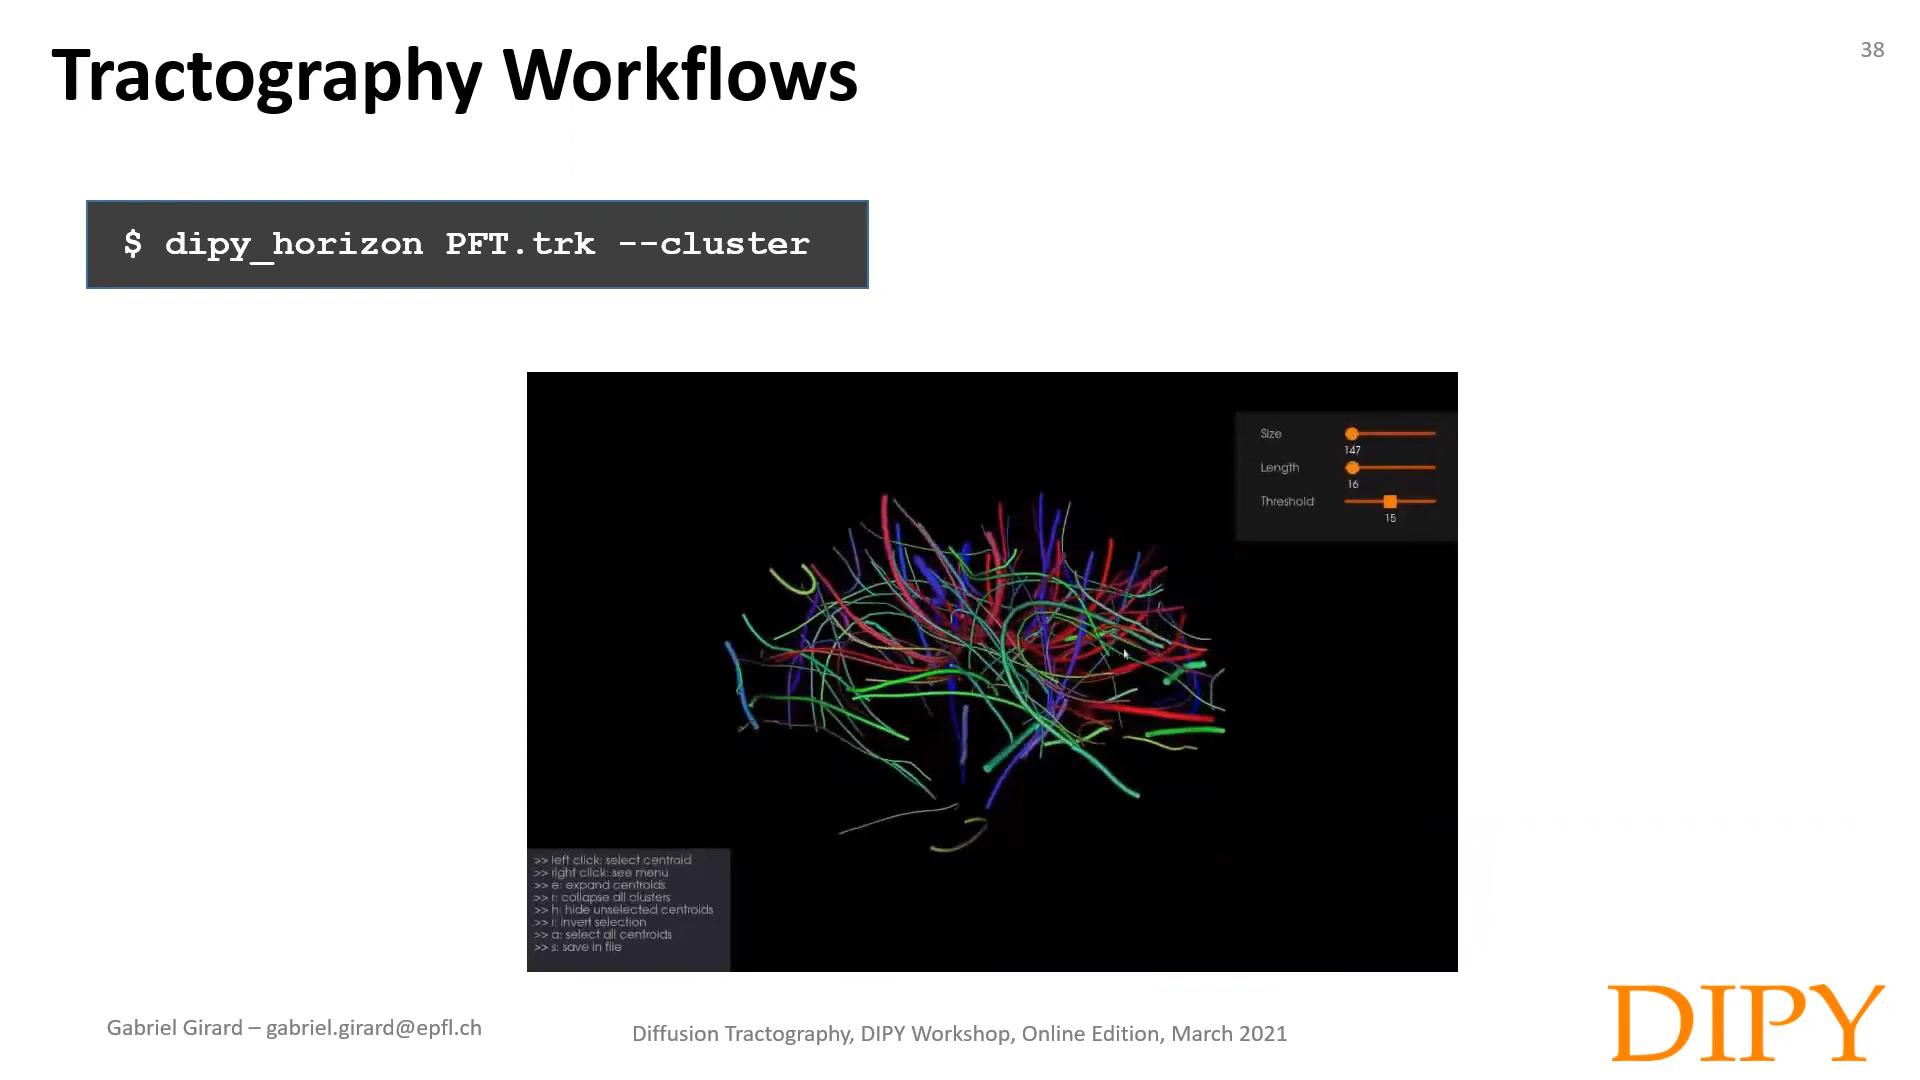 Tractography Workflows
38
$ dipy_horizon PFT.trk --cluster
Size
147
Length
16
Threshold
15
>> left click: select centroid
>> right click: see menu
>> e: expand centroids
>> r: collapse all clusters
>> h: hide unselected centroids
>> i: invert selection
>> a: select all centroids
>> s: save in file
Gabriel Girard – gabriel.girard@epfl.ch
Diffusion Tractography, DIPY Workshop, Online Edition, March 2021
DIPY